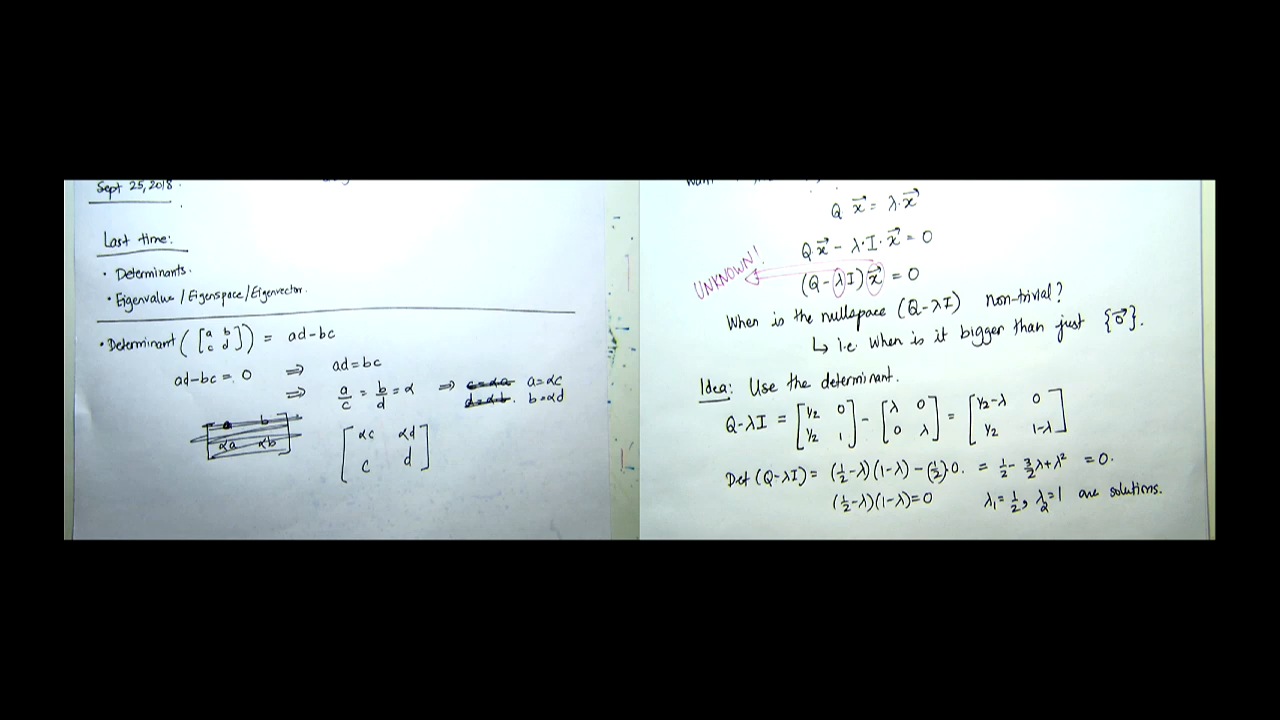 Sept 25, 2018.
Last time:
• Determinants.
• Eigenvalue / Eigenspace / Eigenvector.
• Determinant ( [ a b c d ] ) = ad-bc
ad-bc = 0 ⇒ ad=bc
⇒ a/c = b/d = α ⇒ c=αa a=αc
d=αb. b=αd
[ a b
αa αb ]
[ αc αd
c d ]
Q x⃗ = λ·x⃗
Q x⃗ - λ·I·x⃗ = 0
UNKNOWN!
(Q-λI) x⃗ = 0
When is the nullspace (Q-λI) non-trivial?
↳ i.e. when is it bigger than just {0⃗}.
Idea: Use the determinant.
Q-λI = [ 1/2 0 ; 1/2 1 ] - [ λ 0 ; 0 λ ] = [ 1/2-λ 0 ; 1/2 1-λ ]
Det (Q-λI) = (1/2-λ)(1-λ) - (1/2)·0. = 1/2 - 3/2λ+λ² = 0.
(1/2-λ)(1-λ)=0 λ₁=1/2, λ₂=1 are solutions.